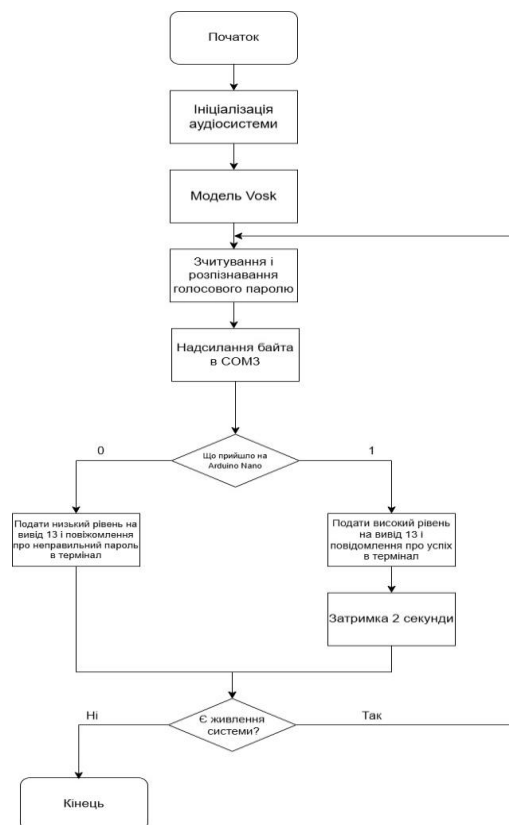 Початок
Ініціалізація
аудіосистеми
Модель Vosk
Зчитування і
розпізнавання
голосового паролю
Надсилання байта
в COM3
Що прийшло на
Arduino Nano
0
1
Подати низький рівень на
вивід 13 і повіжомлення
про неправильний пароль
в термінал
Подати високий рівень
на вивід 13 і
повідомлення про успіх
в термінал
Затримка 2 секунди
Є живлення
системи?
Ні
Так
Кінець